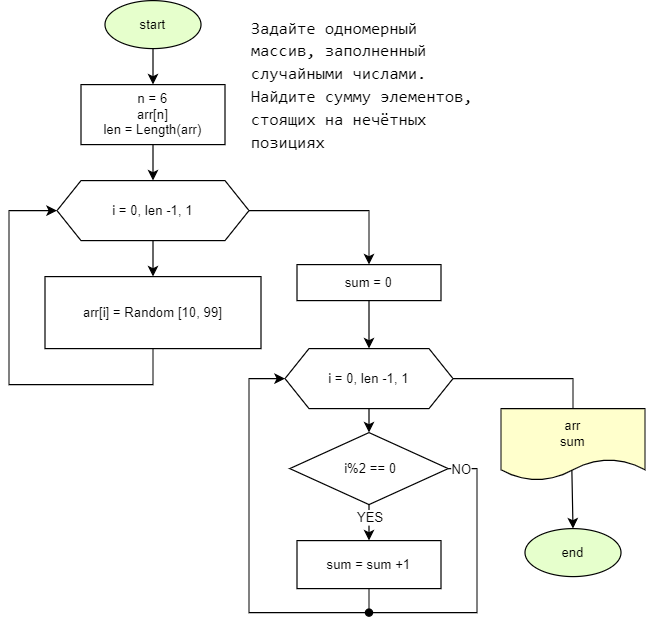 start
Задайте одномерный
массив, заполненный
случайными числами.
Найдите сумму элементов,
стоящих на нечётных
позициях
n = 6
arr[n]
len = Length(arr)
i = 0, len -1, 1
arr[i] = Random [10, 99]
sum = 0
i = 0, len -1, 1
i%2 == 0
NO
YES
sum = sum +1
arr
sum
end